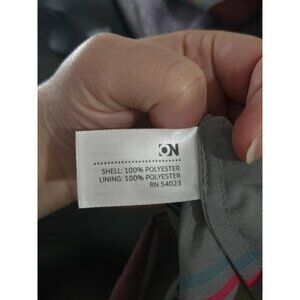 ON
SHELL: 100% POLYESTER
LINING: 100% POLYESTER
RN 54023